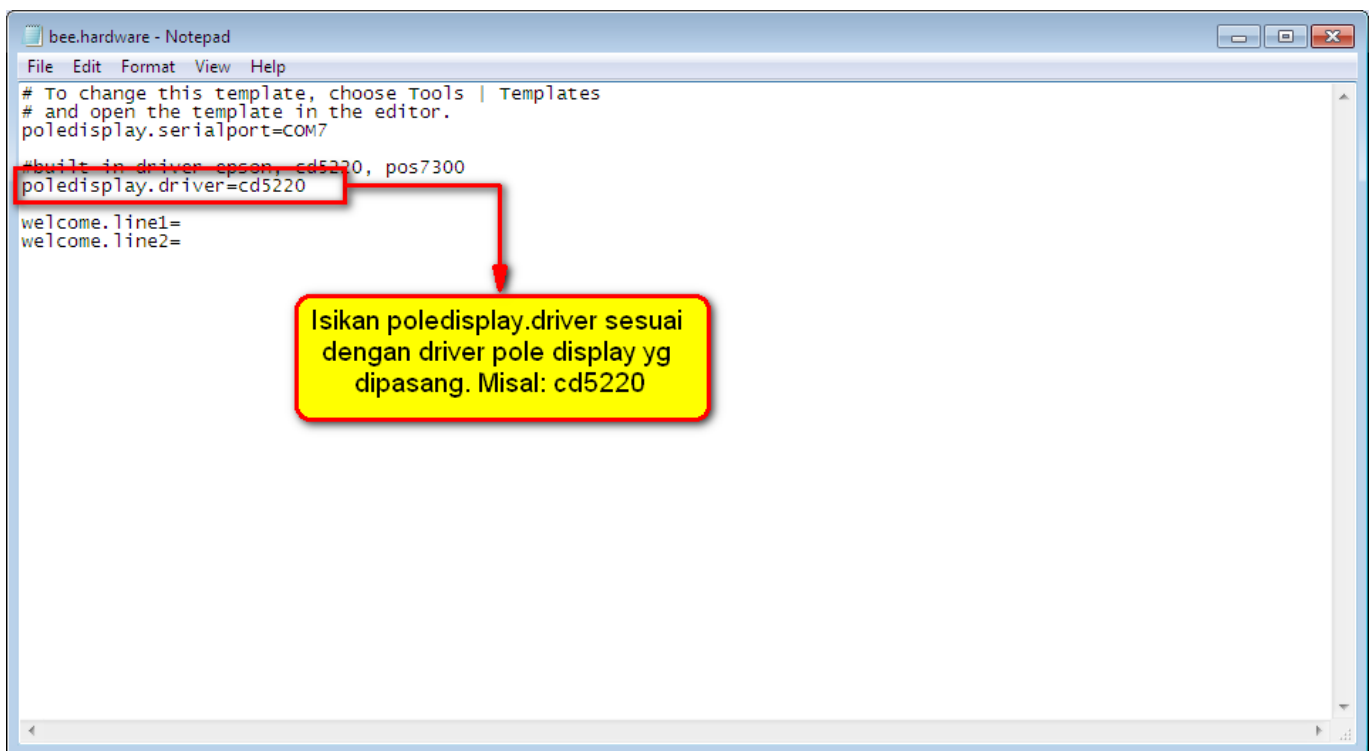 bee.hardware - Notepad
File Edit Format View Help
# To change this template, choose Tools | Templates
# and open the template in the editor.
poledisplay.serialport=COM7
#built in driver epson, cd5220, pos7300
poledisplay.driver=cd5220
welcome.line1=
welcome.line2=
Isikan poledisplay.driver sesuai
dengan driver pole display yg
dipasang. Misal: cd5220